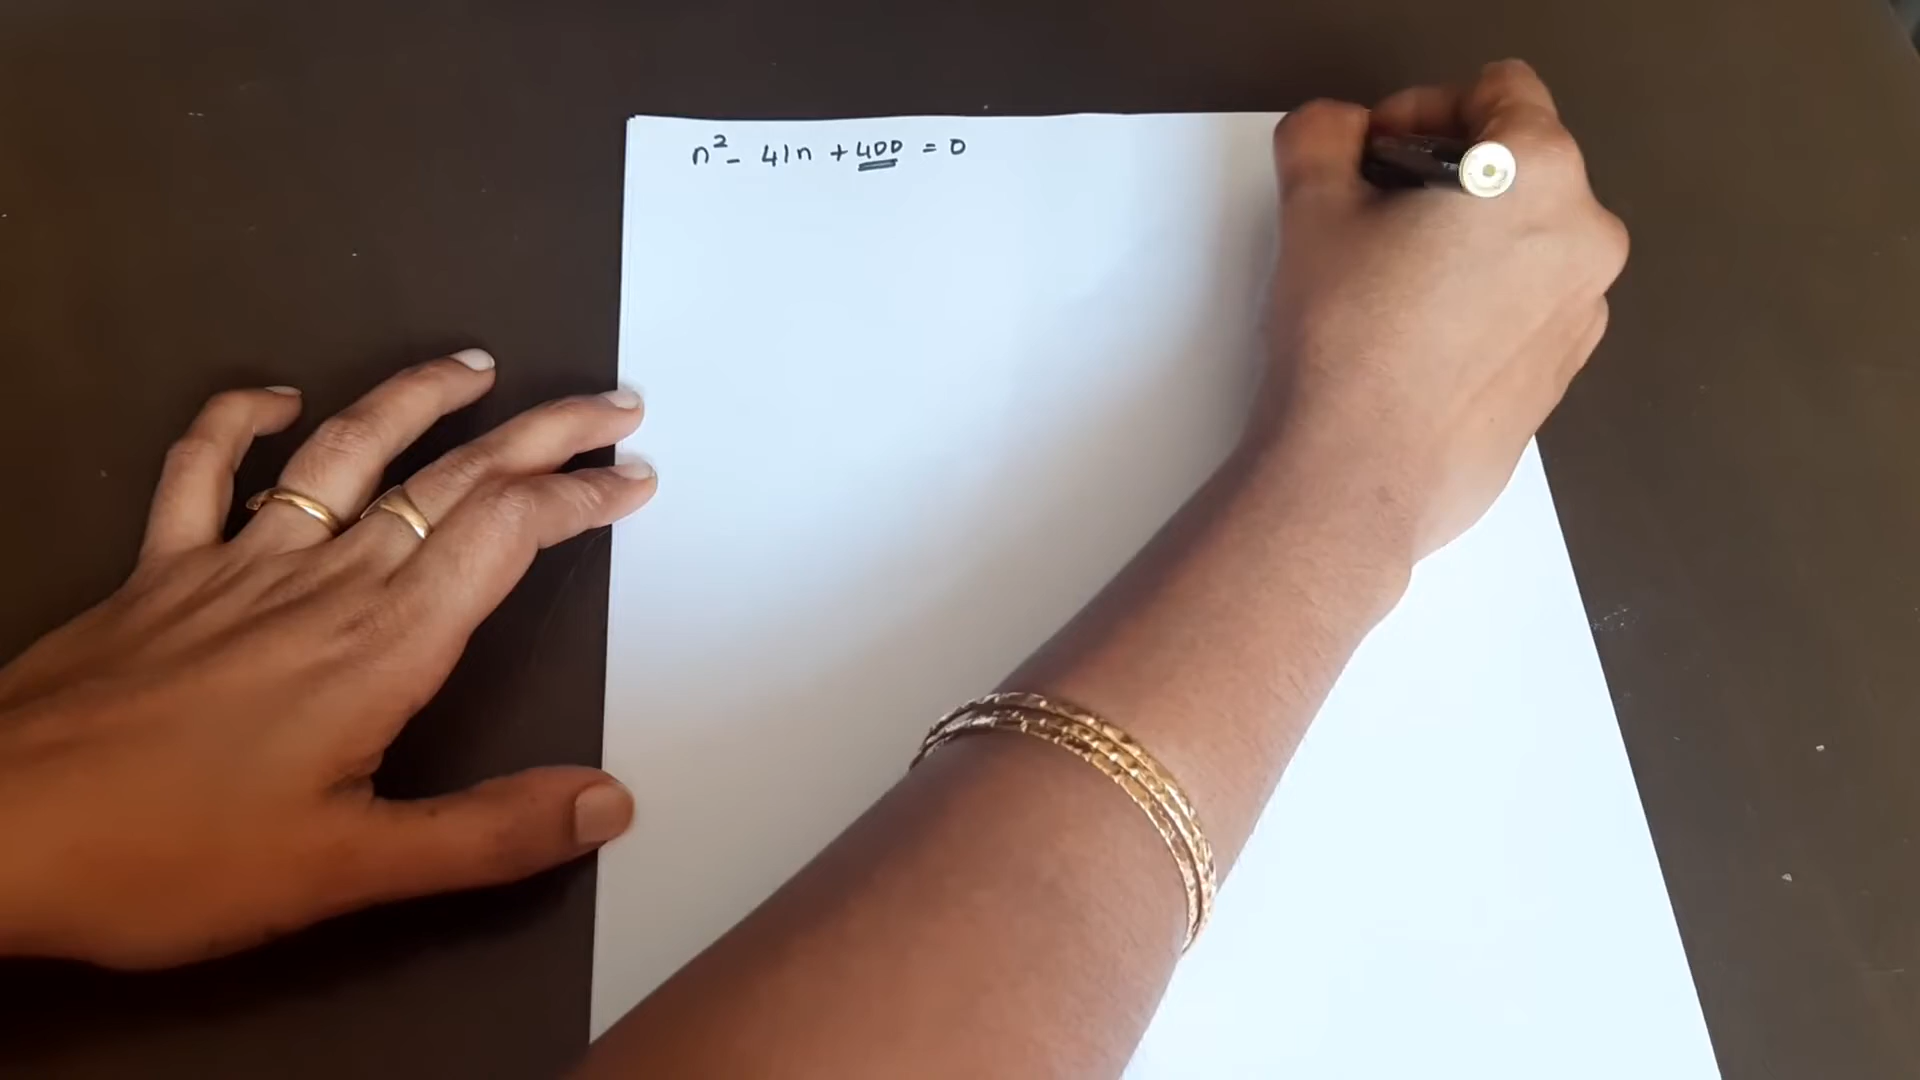 n² - 41n + 400 = 0